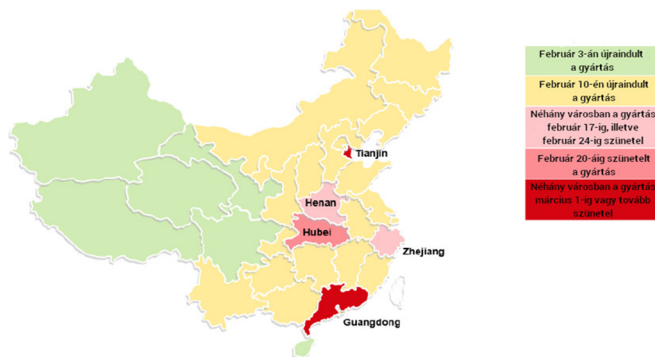 Február 3-án újraindult
a gyártás
Február 10-én újraindult
a gyártás
Néhány városban a gyártás
február 17-ig, illetve
február 24-ig szünetel
Február 20-áig szünetelt
a gyártás
Néhány városban a gyártás
március 1-ig vagy tovább
szünetel
Tianjin
Henan
Hubei
Zhejiang
Guangdong